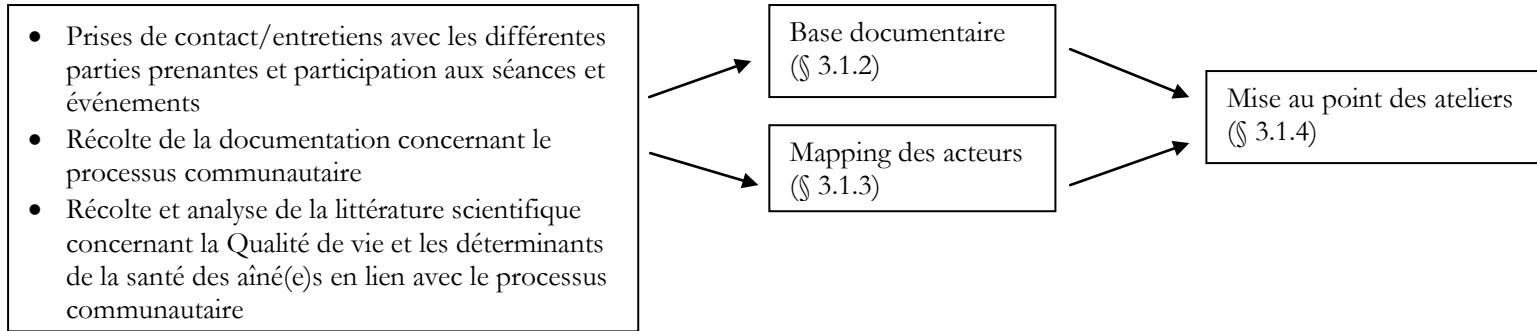 • Prises de contact/entretiens avec les différentes
parties prenantes et participation aux séances et
événements
• Récolte de la documentation concernant le
processus communautaire
• Récolte et analyse de la littérature scientifique
concernant la Qualité de vie et les déterminants
de la santé des aîné(e)s en lien avec le processus
communautaire
Base documentaire
(§ 3.1.2)
Mapping des acteurs
(§ 3.1.3)
Mise au point des ateliers
(§ 3.1.4)